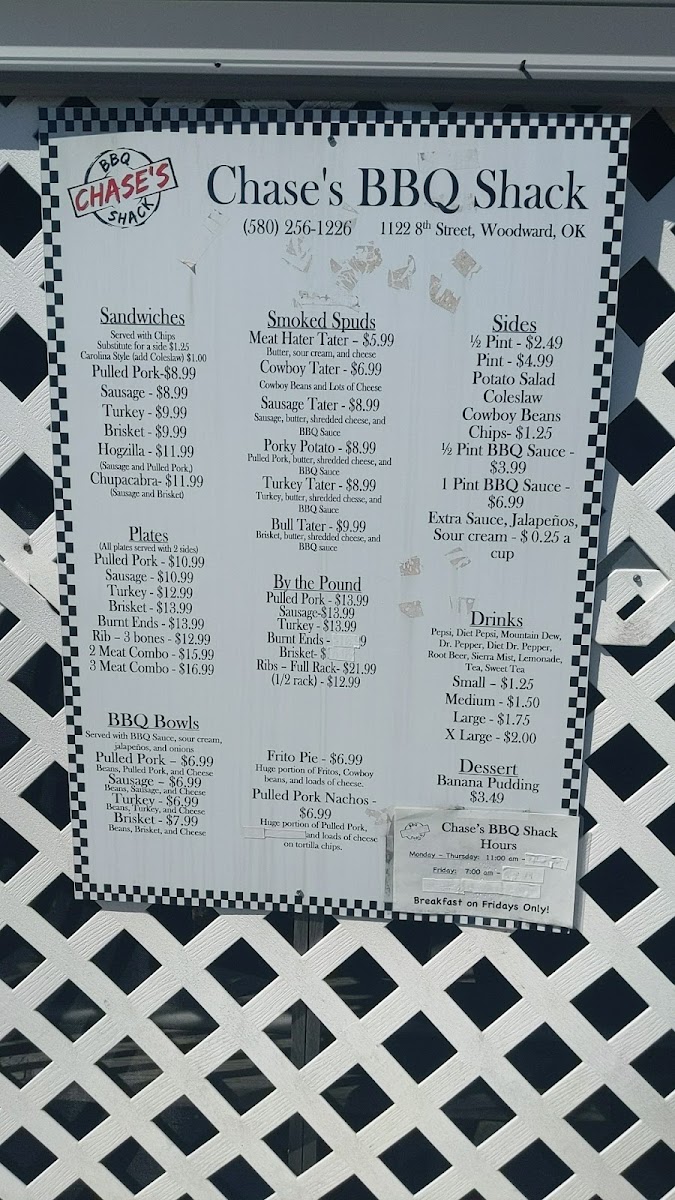 BBQ
CHASE'S
SHACK
Chase's BBQ Shack
(580) 256-1226 1122 8th Street, Woodward, OK
Sandwiches
Served with Chips
Substitute for a side $1.25
Carolina Style (add Coleslaw) $1.00
Pulled Pork-$8.99
Sausage - $8.99
Turkey - $9.99
Brisket - $9.99
Hogzilla - $11.99
(Sausage and Pulled Pork,)
Chupacabra- $11.99
(Sausage and Brisket)
Plates
(All plates served with 2 sides)
Pulled Pork - $10.99
Sausage - $10.99
Turkey - $12.99
Brisket - $13.99
Burnt Ends - $13.99
Rib – 3 bones - $12.99
2 Meat Combo - $15.99
3 Meat Combo - $16.99
BBQ Bowls
Served with BBQ Sauce, sour cream,
jalapeños, and onions
Pulled Pork – $6.99
Beans, Pulled Pork, and Cheese
Sausage – $6.99
Beans, Sausage, and Cheese
Turkey - $6.99
Beans, Turkey, and Cheese
Brisket - $7.99
Beans, Brisket, and Cheese
Smoked Spuds
Meat Hater Tater – $5.99
Butter, sour cream, and cheese
Cowboy Tater - $6.99
Cowboy Beans and Lots of Cheese
Sausage Tater - $8.99
Sausage, butter, shredded cheese, and
BBQ Sauce
Porky Potato - $8.99
Pulled Pork, butter, shredded cheese, and
BBQ Sauce
Turkey Tater - $8.99
Turkey, butter, shredded cheese, and
BBQ Sauce
Bull Tater - $9.99
Brisket, butter, shredded cheese, and
BBQ sauce
By the Pound
Pulled Pork - $13.99
Sausage-$13.99
Turkey - $13.99
Burnt Ends - 9
Brisket- $
Ribs – Full Rack- $21.99
(1/2 rack) - $12.99
Frito Pie - $6.99
Huge portion of Fritos, Cowboy
beans, and loads of cheese.
Pulled Pork Nachos -
$6.99
Huge portion of Pulled Pork,
and loads of cheese
on tortilla chips.
Sides
½ Pint - $2.49
Pint - $4.99
Potato Salad
Coleslaw
Cowboy Beans
Chips- $1.25
½ Pint BBQ Sauce -
$3.99
1 Pint BBQ Sauce -
$6.99
Extra Sauce, Jalapeños,
Sour cream - $ 0.25 a
cup
Drinks
Pepsi, Diet Pepsi, Mountain Dew,
Dr. Pepper, Diet Dr. Pepper,
Root Beer, Sierra Mist, Lemonade,
Tea, Sweet Tea
Small – $1.25
Medium - $1.50
Large - $1.75
X Large - $2.00
Dessert
Banana Pudding
$3.49
Chase's BBQ Shack
Hours
Monday – Thursday: 11:00 am -
Friday: 7:00 am -
Breakfast on Fridays Only!